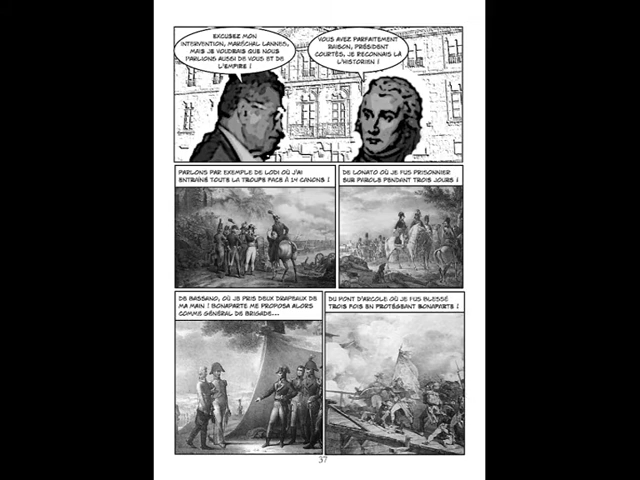 EXCUSEZ MON
INTERVENTION, MARÉCHAL LANNES,
MAIS JE VOUDRAIS QUE NOUS
PARLIONS AUSSI DE VOUS ET DE
L'EMPIRE !
VOUS AVEZ PARFAITEMENT
RAISON, PRÉSIDENT
COURTÈS, JE RECONNAIS LÀ
L'HISTORIEN !
PARLONS PAR EXEMPLE DE LODI OÙ J'AI
ENTRAÎNÉ TOUTE LA TROUPE FACE À 14 CANONS !
DE LONATO OÙ JE FUS PRISONNIER
SUR PAROLE PENDANT TROIS JOURS !
DE BASSANO, OÙ JE PRIS DEUX DRAPEAUX DE
MA MAIN ! BONAPARTE ME PROPOSA ALORS
COMME GÉNÉRAL DE BRIGADE...
DU PONT D'ARCOLE OÙ JE FUS BLESSÉ
TROIS FOIS EN PROTÉGEANT BONAPARTE !
37